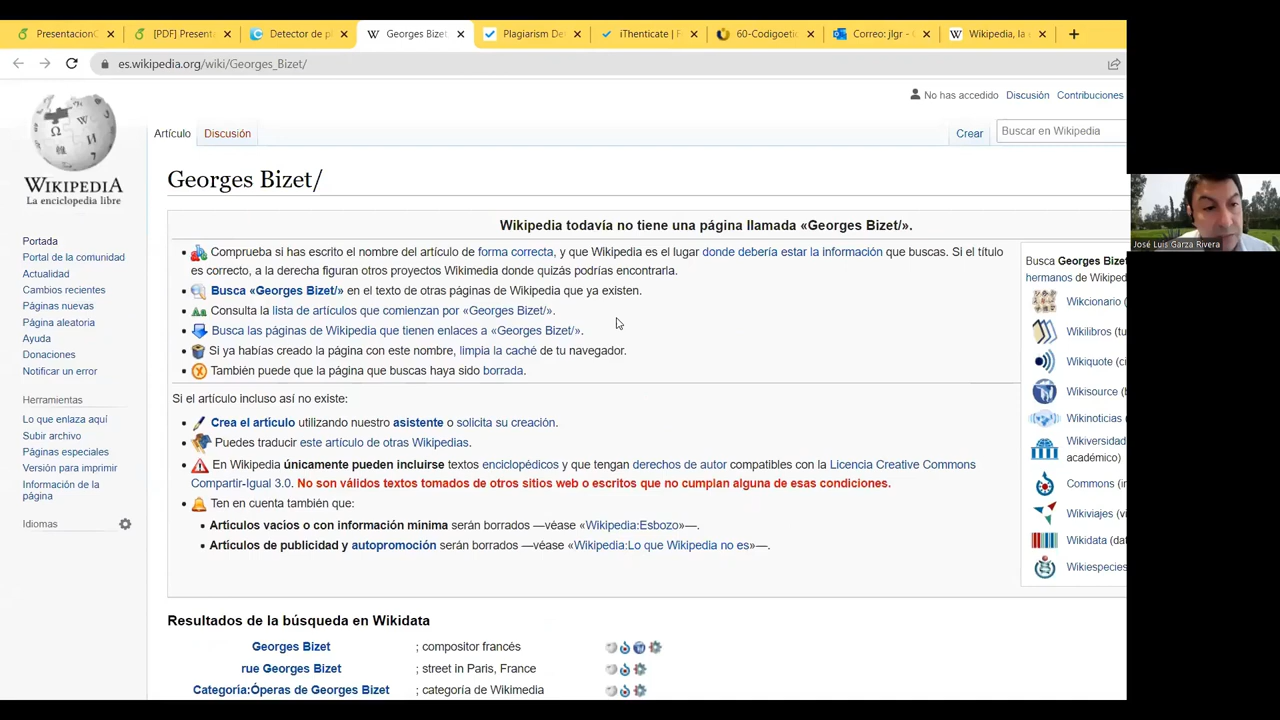 PresentacionC
[PDF] Present
Detector de p
Georges Bizet
Plagiarism De
iThenticate | F
60-Codigoetic
Correo: jlgr - 
Wikipedia, la
es.wikipedia.org/wiki/Georges_Bizet/
No has accedido Discusión Contribuciones
Artículo Discusión Crear Buscar en Wikipedia
WIKIPEDIA
La enciclopedia libre
Portada
Portal de la comunidad
Actualidad
Cambios recientes
Páginas nuevas
Página aleatoria
Ayuda
Donaciones
Notificar un error
Herramientas
Lo que enlaza aquí
Subir archivo
Páginas especiales
Versión para imprimir
Información de la
página
Idiomas
Georges Bizet/
Wikipedia todavía no tiene una página llamada «Georges Bizet/».
Comprueba si has escrito el nombre del artículo de forma correcta, y que Wikipedia es el lugar donde debería estar la información que buscas. Si el título
es correcto, a la derecha figuran otros proyectos Wikimedia donde quizás podrías encontrarla.
Busca «Georges Bizet/» en el texto de otras páginas de Wikipedia que ya existen.
Consulta la lista de artículos que comienzan por «Georges Bizet/».
Busca las páginas de Wikipedia que tienen enlaces a «Georges Bizet/».
Si ya habías creado la página con este nombre, limpia la caché de tu navegador.
También puede que la página que buscas haya sido borrada.
Si el artículo incluso así no existe:
Crea el artículo utilizando nuestro asistente o solicita su creación.
Puedes traducir este artículo de otras Wikipedias.
En Wikipedia únicamente pueden incluirse textos enciclopédicos y que tengan derechos de autor compatibles con la Licencia Creative Commons
Compartir-Igual 3.0. No son válidos textos tomados de otros sitios web o escritos que no cumplan alguna de esas condiciones.
Ten en cuenta también que:
Artículos vacíos o con información mínima serán borrados —véase «Wikipedia:Esbozo»—.
Artículos de publicidad y autopromoción serán borrados —véase «Wikipedia:Lo que Wikipedia no es»—.
Busca Georges Bizet
hermanos de Wikiped
Wikcionario (
Wikilibros (tu
Wikiquote (ci
Wikisource (b
Wikinoticias (
Wikiversidad
académico)
Commons (i
Wikiviajes (vi
Wikidata (dat
Wikiespecies
Resultados de la búsqueda en Wikidata
Georges Bizet ; compositor francés
rue Georges Bizet ; street in Paris, France
Categoría:Óperas de Georges Bizet ; categoría de Wikimedia
José Luis Garza Rivera